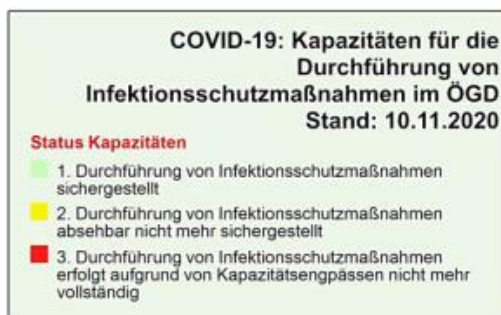 COVID-19: Kapazitäten für die
Durchführung von
Infektionsschutzmaßnahmen im ÖGD
Stand: 10.11.2020
Status Kapazitäten
1. Durchführung von Infektionsschutzmaßnahmen
sichergestellt
2. Durchführung von Infektionsschutzmaßnahmen
absehbar nicht mehr sichergestellt
3. Durchführung von Infektionsschutzmaßnahmen
erfolgt aufgrund von Kapazitätsengpässen nicht mehr
vollständig